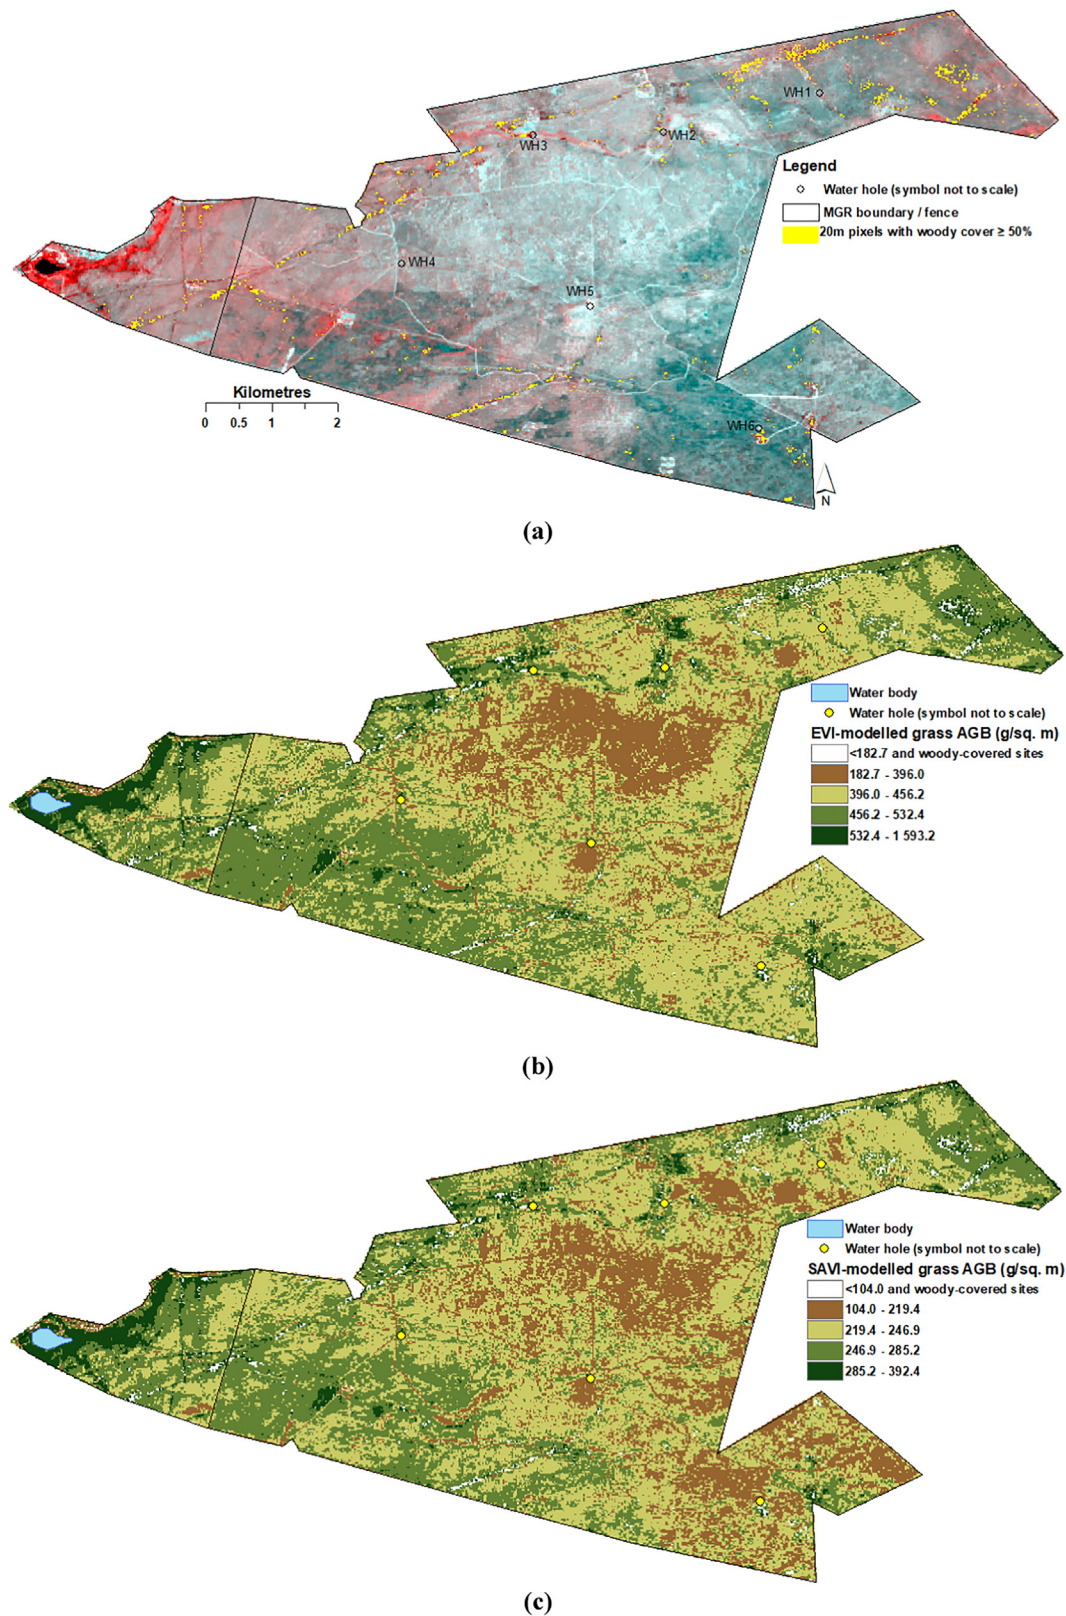 WH1
WH2
WH3
Legend
Water hole (symbol not to scale)
MGR boundary / fence
20m pixels with woody cover ≥ 50%
WH4
WH5
Kilometres
0 0.5 1 2
WH6
N
(a)
Water body
Water hole (symbol not to scale)
EVI-modelled grass AGB (g/sq. m)
<182.7 and woody-covered sites
182.7 - 396.0
396.0 - 456.2
456.2 - 532.4
532.4 - 1 593.2
(b)
Water body
Water hole (symbol not to scale)
SAVI-modelled grass AGB (g/sq. m)
<104.0 and woody-covered sites
104.0 - 219.4
219.4 - 246.9
246.9 - 285.2
285.2 - 392.4
(c)